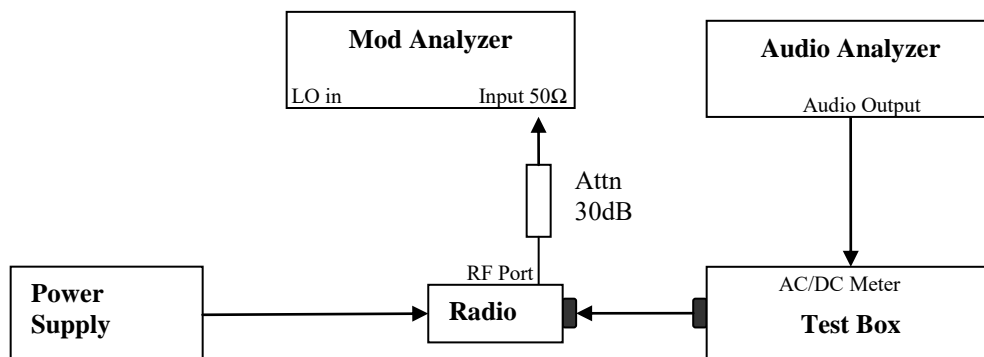 Mod Analyzer
LO in
Input 50Ω
Audio Analyzer
Audio Output
Attn
30dB
RF Port
Power
Supply
Radio
AC/DC Meter
Test Box